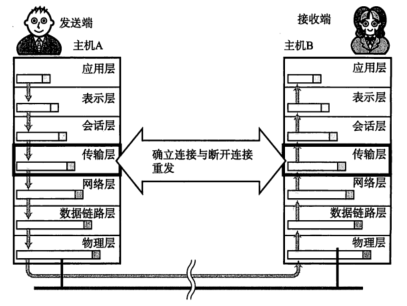 发送端
主机A
接收端
主机B
应用层
表示层
会话层
传输层
网络层
数据链路层
物理层
确立连接与断开连接
重发
应用层
表示层
会话层
传输层
网络层
数据链路层
物理层